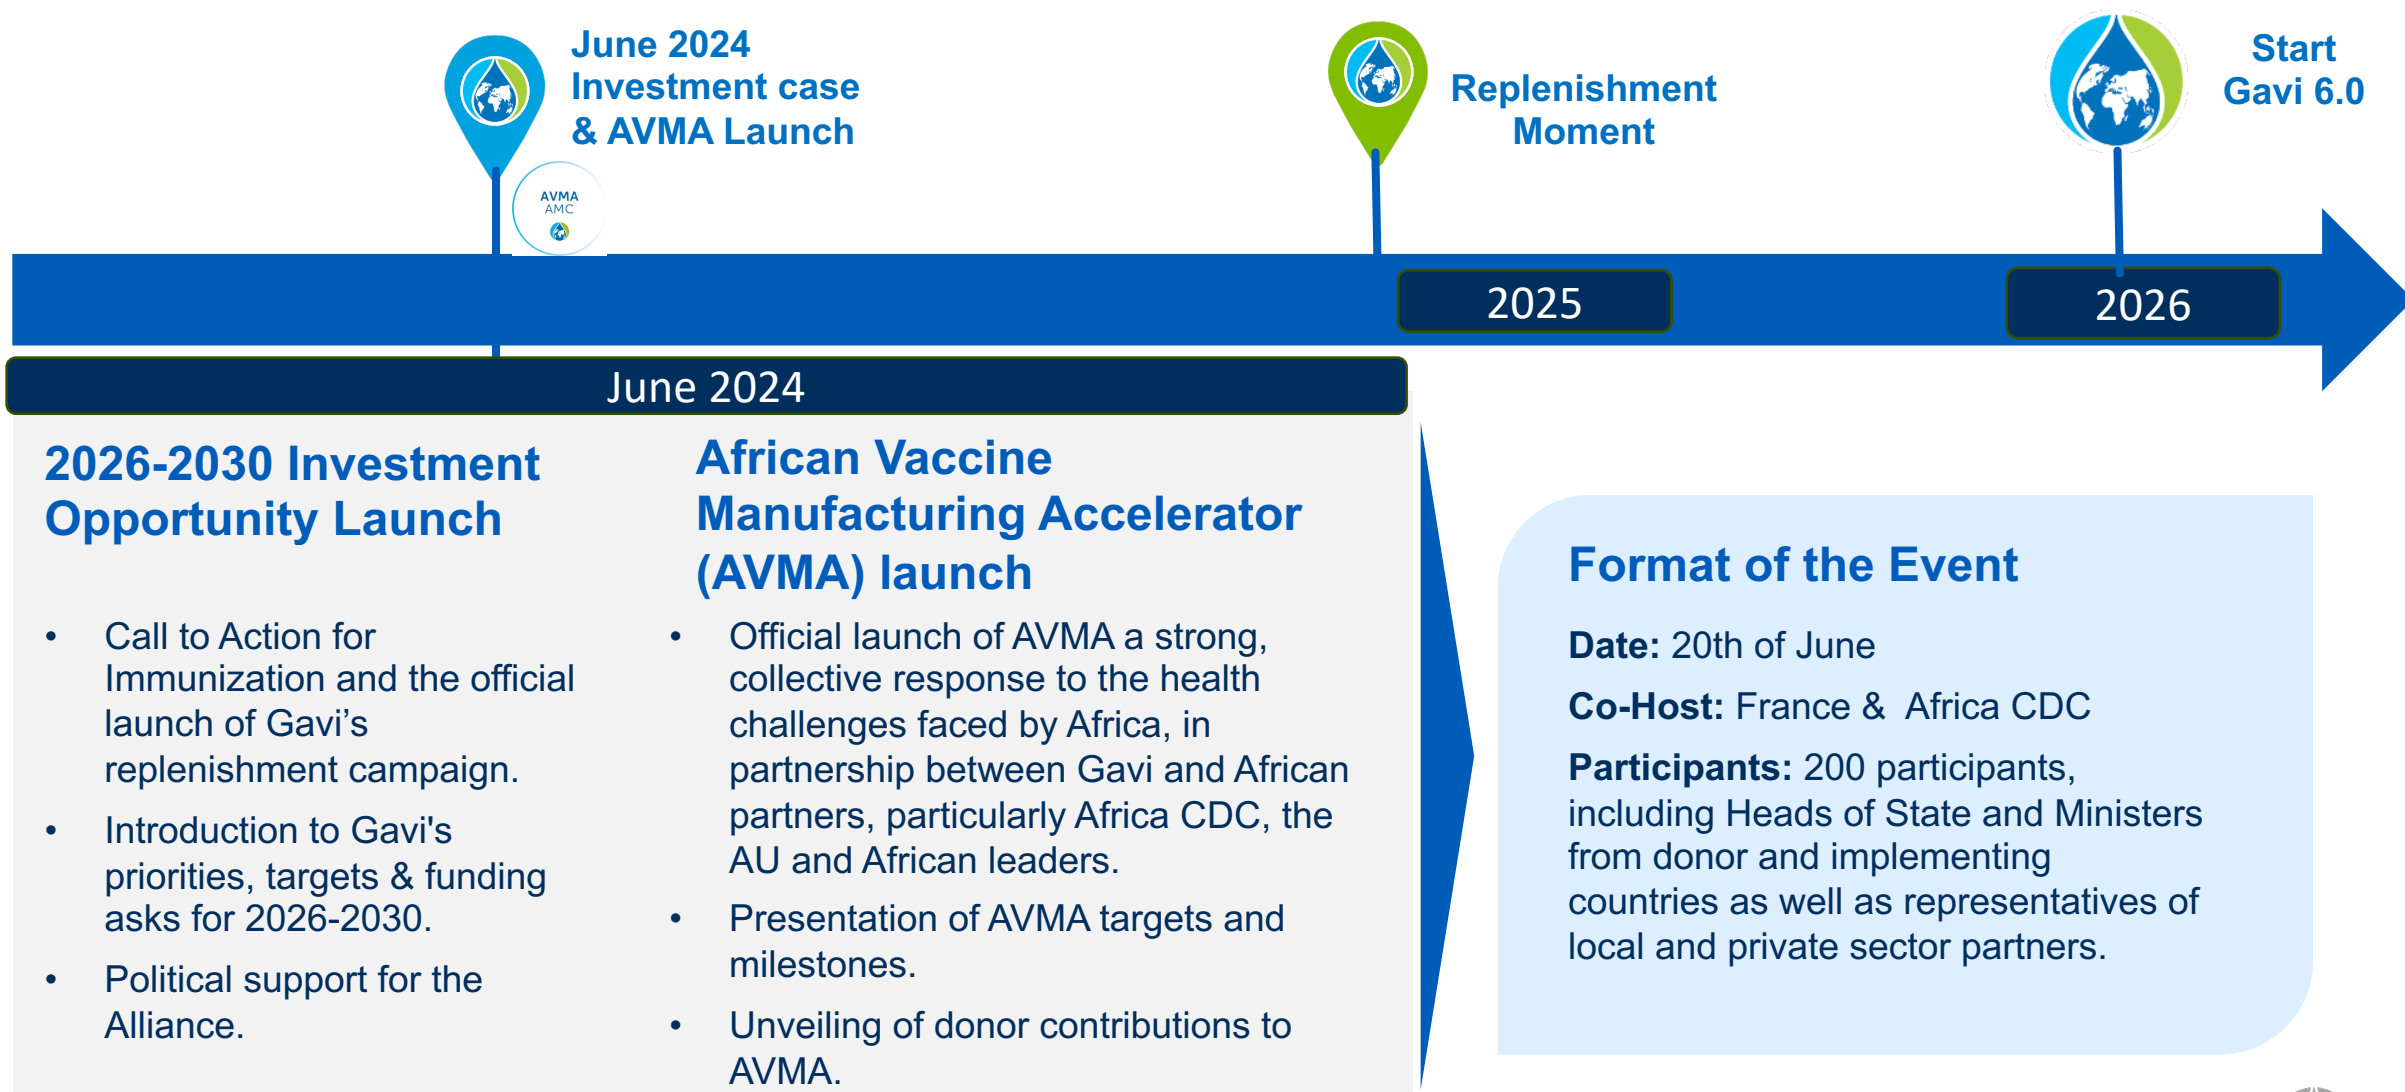 June 2024
Investment case
& AVMA Launch
AVMA
AMC
Replenishment
Moment
Start
Gavi 6.0
2025
2026
June 2024
2026-2030 Investment
Opportunity Launch
• Call to Action for
Immunization and the official
launch of Gavi’s
replenishment campaign.
• Introduction to Gavi's
priorities, targets & funding
asks for 2026-2030.
• Political support for the
Alliance.
African Vaccine
Manufacturing Accelerator
(AVMA) launch
• Official launch of AVMA a strong,
collective response to the health
challenges faced by Africa, in
partnership between Gavi and African
partners, particularly Africa CDC, the
AU and African leaders.
• Presentation of AVMA targets and
milestones.
• Unveiling of donor contributions to
AVMA.
Format of the Event
Date: 20th of June
Co-Host: France & Africa CDC
Participants: 200 participants,
including Heads of State and Ministers
from donor and implementing
countries as well as representatives of
local and private sector partners.